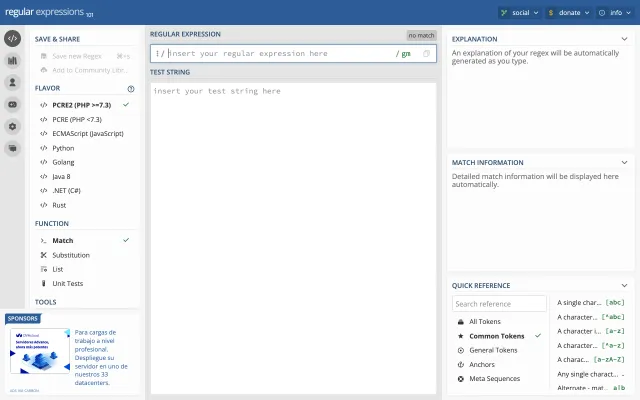 regular expressions 101
social
donate
info
SAVE & SHARE
Save new Regex
⌘+s
FLAVOR
PCRE2 (PHP >=7.3)
PCRE (PHP <7.3)
ECMAScript (JavaScript)
Python
Golang
Java 8
.NET (C#)
Rust
FUNCTION
Match
Substitution
List
Unit Tests
TOOLS
SPONSORS
Servidores Advance,
ahora más potentes
Para cargas de
trabajo a nivel
profesional.
Despliegue su
servidor en uno de
nuestros 33
datacenters.
REGULAR EXPRESSION
no match
/ insert your regular expression here
/ gm
TEST STRING
insert your test string here
EXPLANATION
An explanation of your regex will be automatically
generated as you type.
MATCH INFORMATION
Detailed match information will be displayed here
automatically.
QUICK REFERENCE
Search reference
All Tokens
Common Tokens
General Tokens
Anchors
Meta Sequences
A single char... [abc]
A character... [^abc]
A character i... [a-z]
A character... [^a-z]
A charac... [a-zA-Z]
Any single charact... .
Alternate - mat... a|b